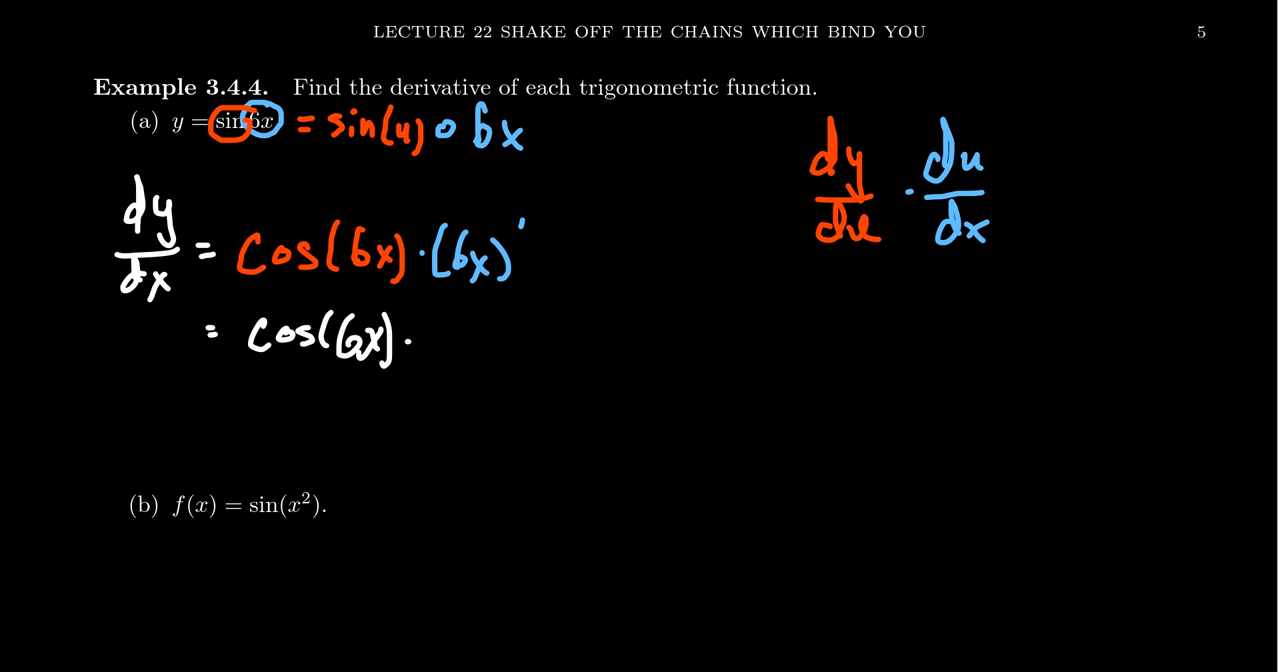 LECTURE 22 SHAKE OFF THE CHAINS WHICH BIND YOU 5
Example 3.4.4. Find the derivative of each trigonometric function.
(a) y = sin 6x = sin(u) ∘ 6x
dy/du · du/dx
dy/dx = cos(6x) · (6x)'
= cos(6x) ·
(b) f(x) = sin(x²).